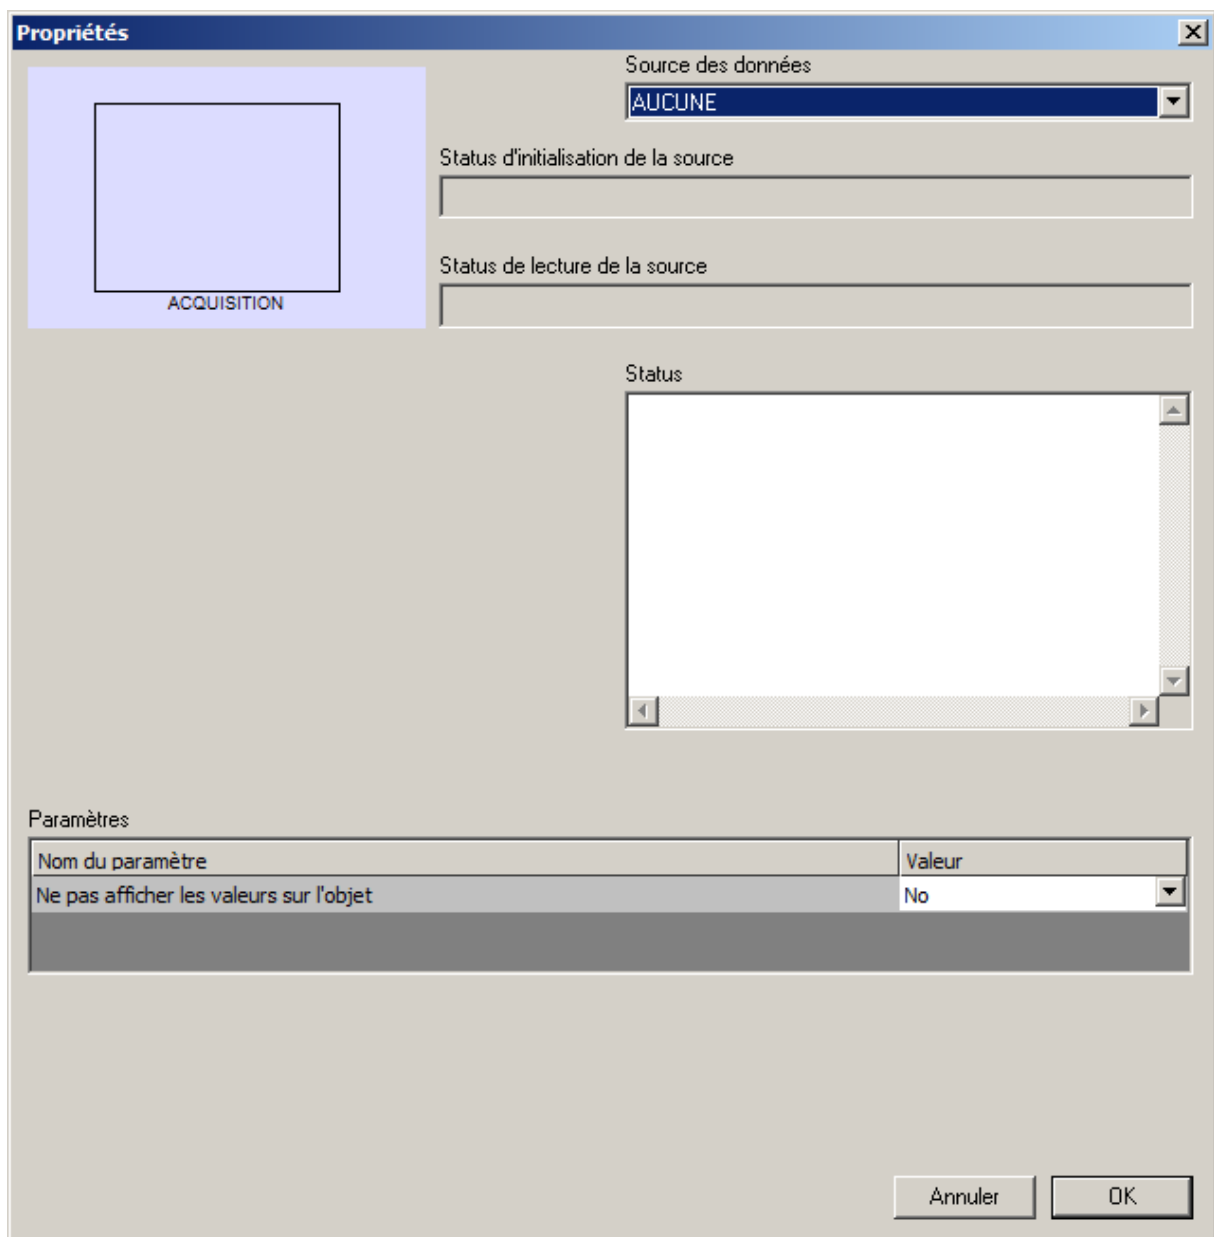 Propriétés
Source des données
AUCUNE
Status d'initialisation de la source
Status de lecture de la source
ACQUISITION
Status
Paramètres
Nom du paramètre Valeur
Ne pas afficher les valeurs sur l'objet No
Annuler OK